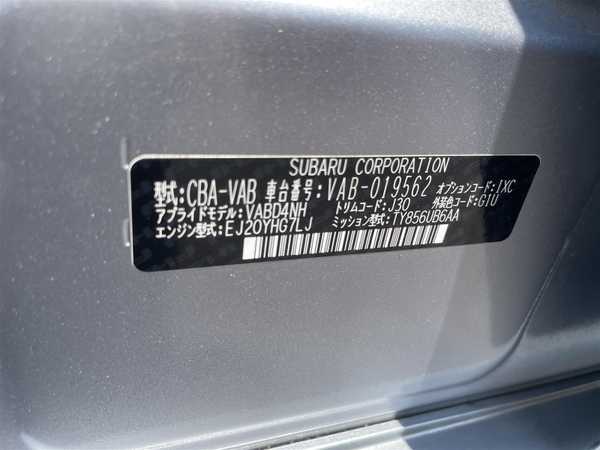 SUBARU CORPORATION
型式:CBA-VAB 車台番号:VAB-019562 オプションコード:IXC
アプライドモデル:VABD4NH トリムコード:J30 外装色コード:G1U
エンジン型式:EJ20YHG7LJ ミッション型式:TY856UB6AA